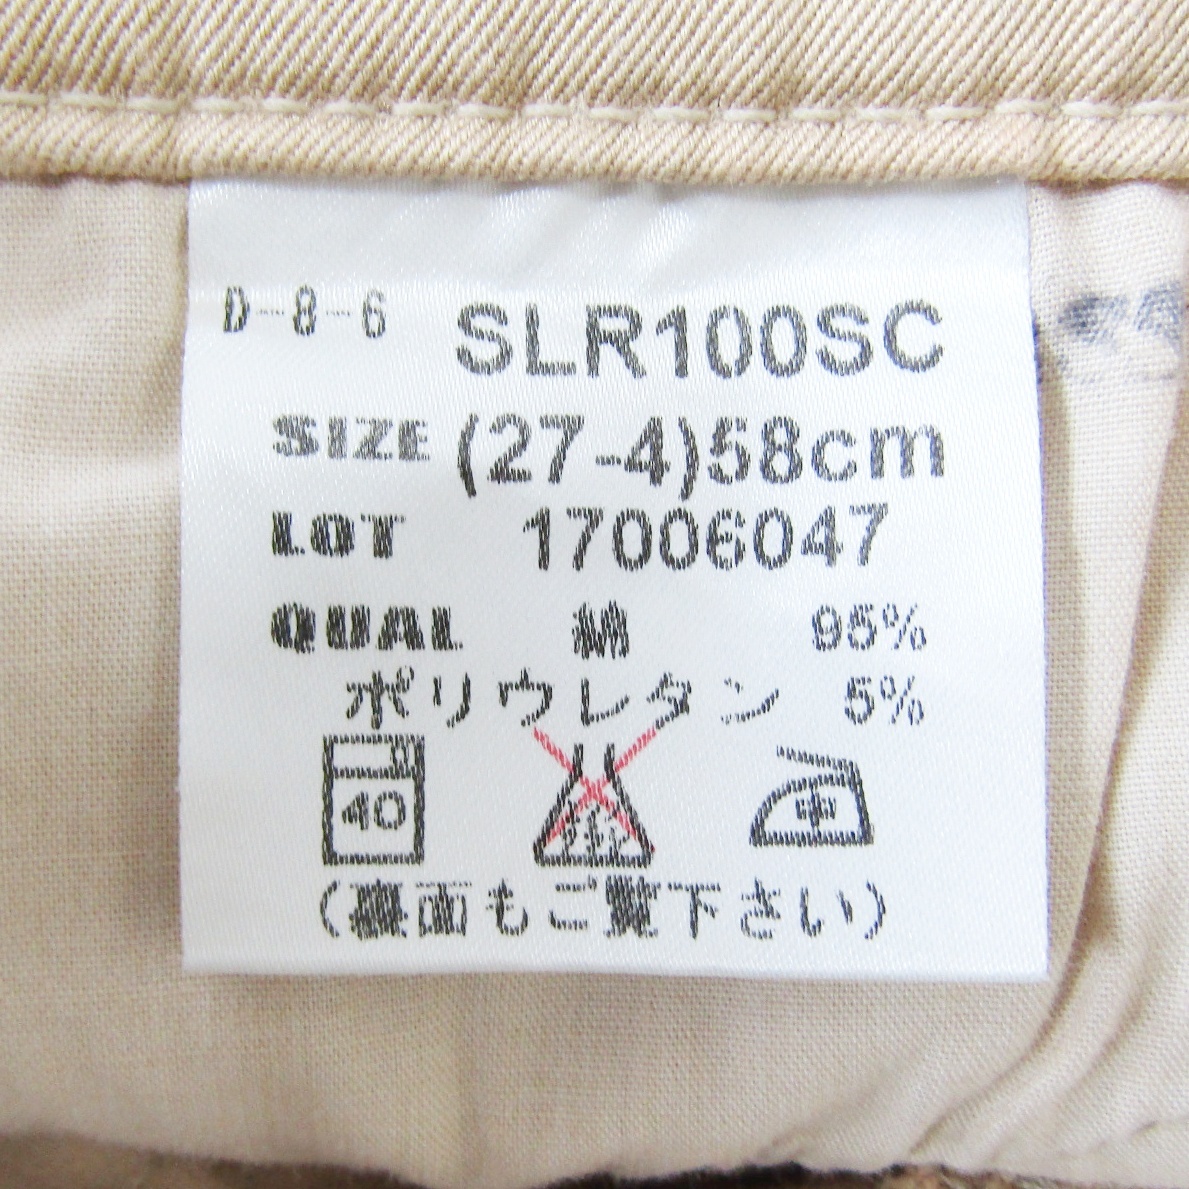 D-8-6 SLR100SC
SIZE (27-4)58cm
LOT 17006047
QUAL 綿 95%
ポリウレタン 5%
40 中
(裏面もご覧下さい)